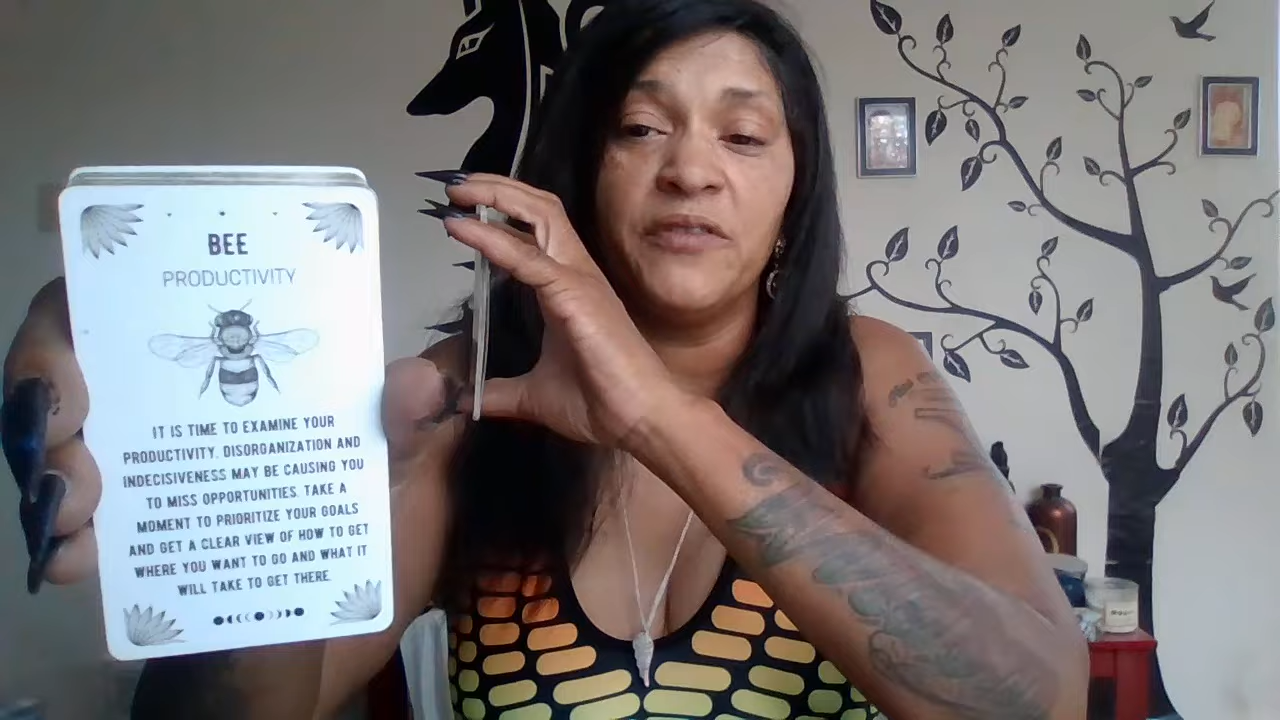 BEE
PRODUCTIVITY
IT IS TIME TO EXAMINE YOUR
PRODUCTIVITY. DISORGANIZATION AND
INDECISIVENESS MAY BE CAUSING YOU
TO MISS OPPORTUNITIES. TAKE A
MOMENT TO PRIORITIZE YOUR GOALS
AND GET A CLEAR VIEW OF HOW TO GET
WHERE YOU WANT TO GO AND WHAT IT
WILL TAKE TO GET THERE.